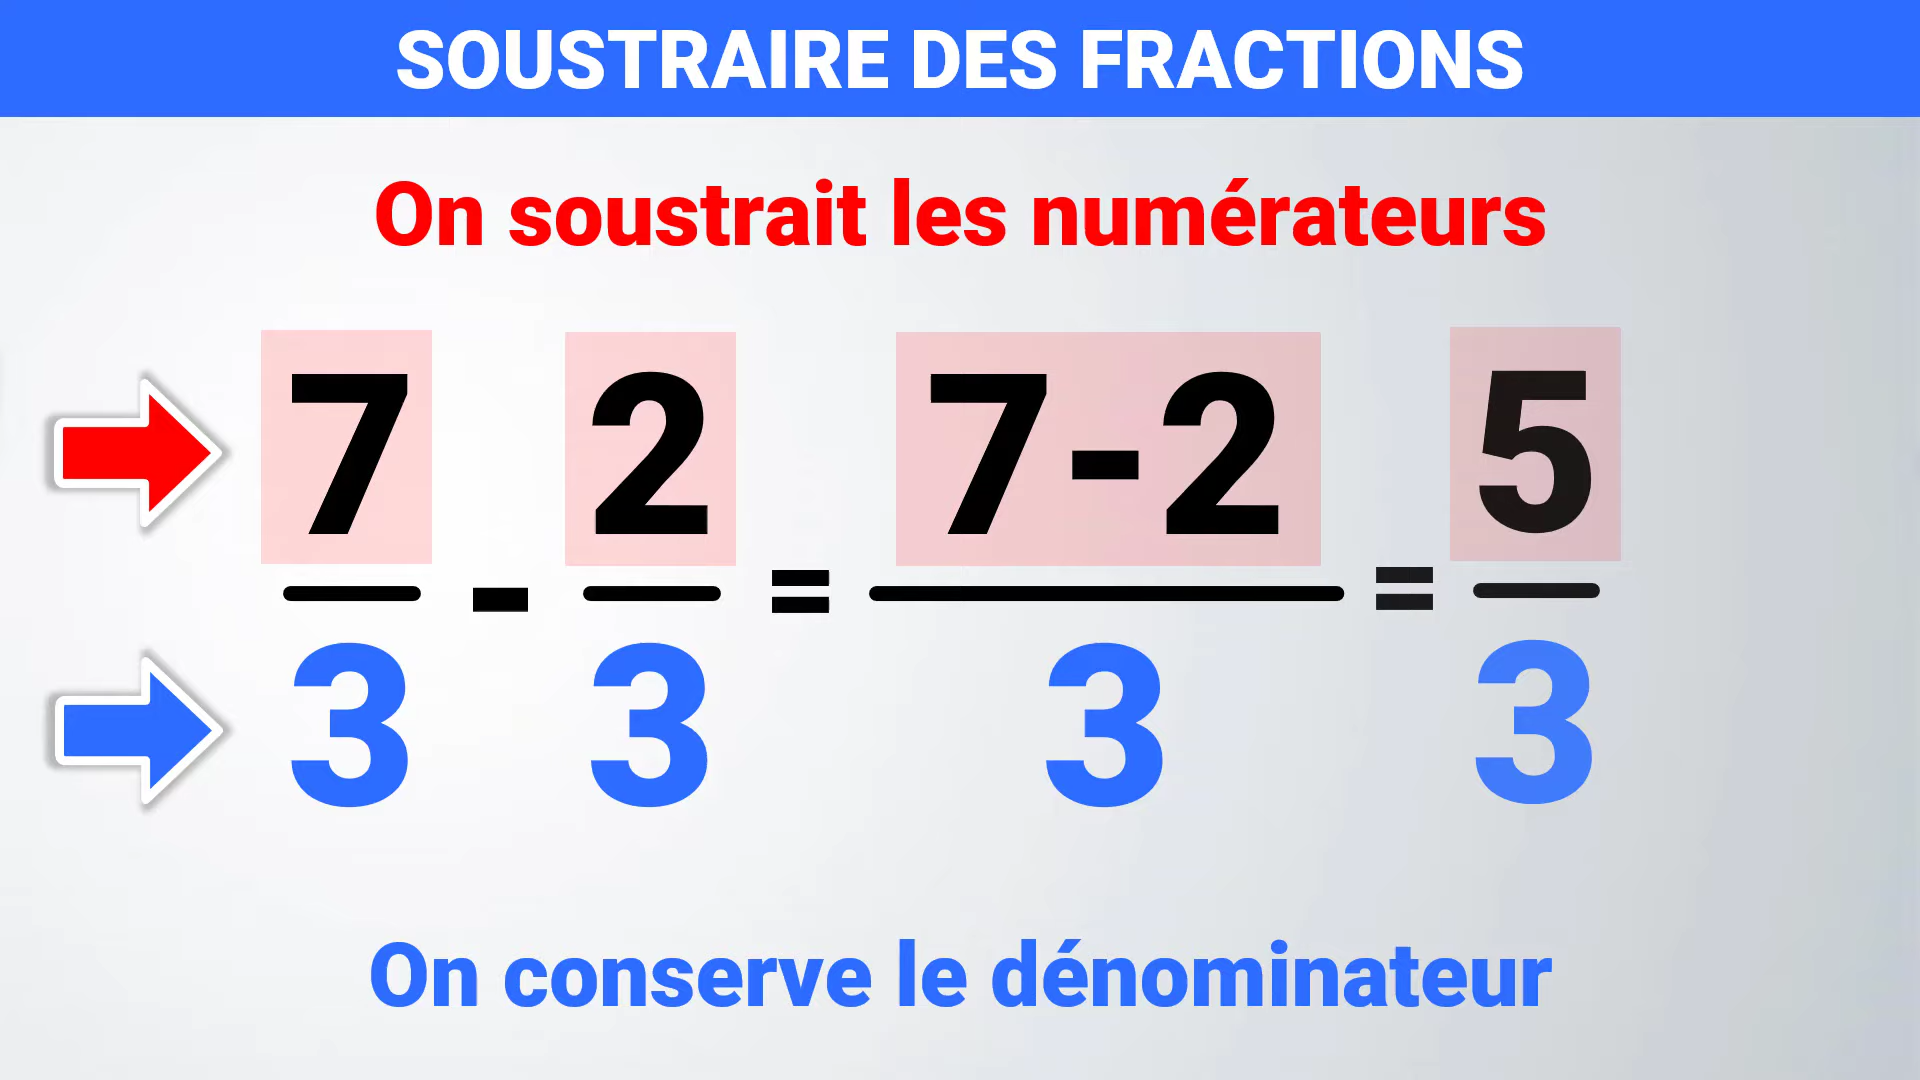 SOUSTRAIRE DES FRACTIONS
On soustrait les numérateurs
7 2 7-2 5
- = =
3 3 3 3
On conserve le dénominateur